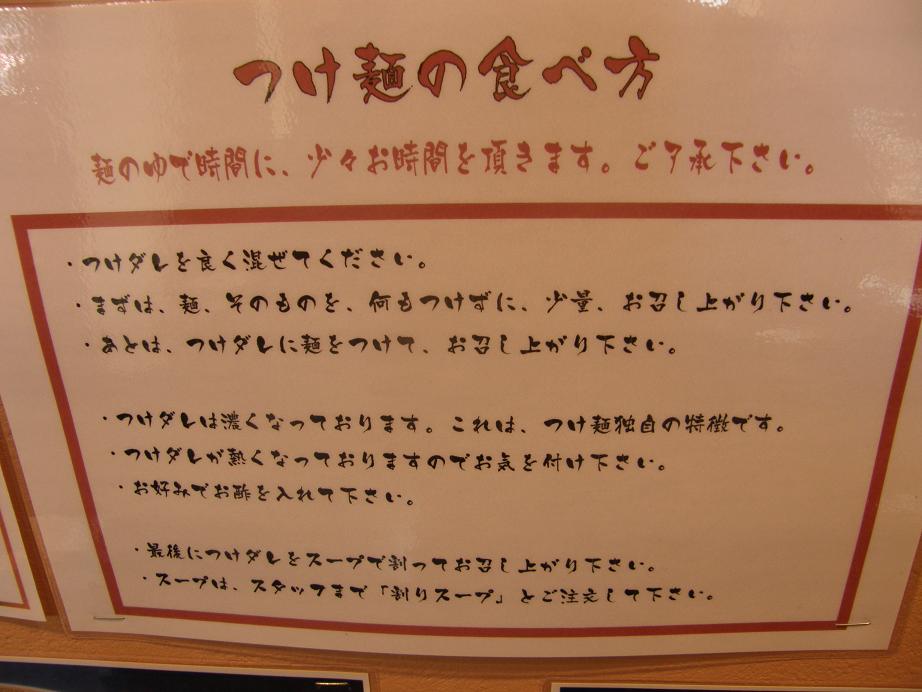 つけ麺の食べ方
麺のゆで時間に、少々お時間を頂きます。ご了承下さい。
・つけダレを良く混ぜてください。
・まずは、麺、そのものを、何もつけずに、少量、お召し上がり下さい。
・あとは、つけダレに麺をつけて、お召し上がり下さい。
・つけダレは濃くなっております。これは、つけ麺独自の特徴です。
・つけダレが熱くなっておりますのでお気を付け下さい。
・お好みでお酢を入れて下さい。
・最後につけダレをスープで割ってお召し上がり下さい。
・スープは、スタッフまで「割りスープ」とご注文して下さい。